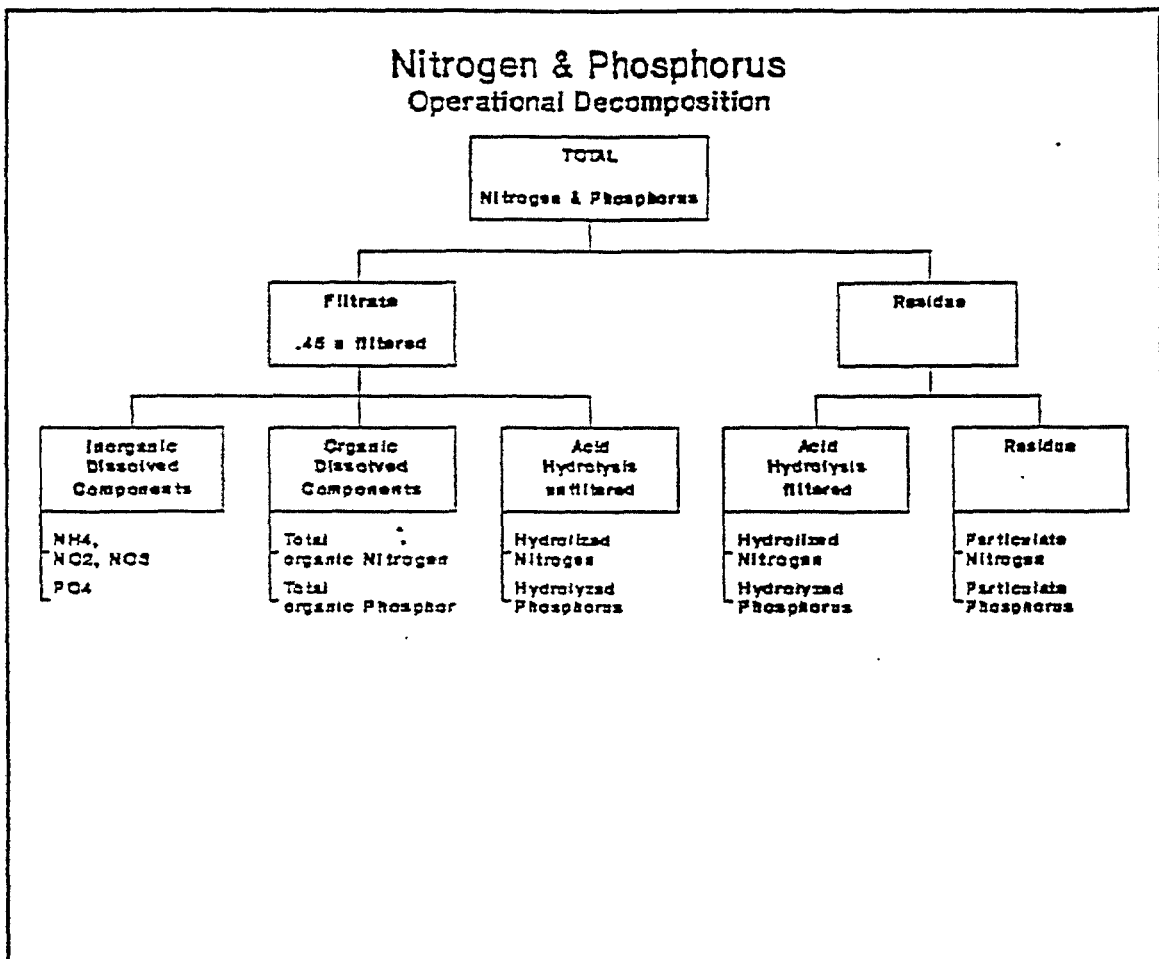 Nitrogen & Phosphorus
Operational Decomposition
TOTAL
Nitrogen & Phosphorus
Filtrate
.45 u filtered
Residue
Inorganic
Dissolved
Components
NH4,
NO2, NO3
PO4
Organic
Dissolved
Components
Total
organic Nitrogen
Total
organic Phosphor
Acid
Hydrolysis
unfiltered
Hydrolized
Nitrogen
Hydrolyzed
Phosphorus
Acid
Hydrolysis
filtered
Hydrolized
Nitrogen
Hydrolyzed
Phosphorus
Residue
Particulate
Nitrogen
Particulate
Phosphorus